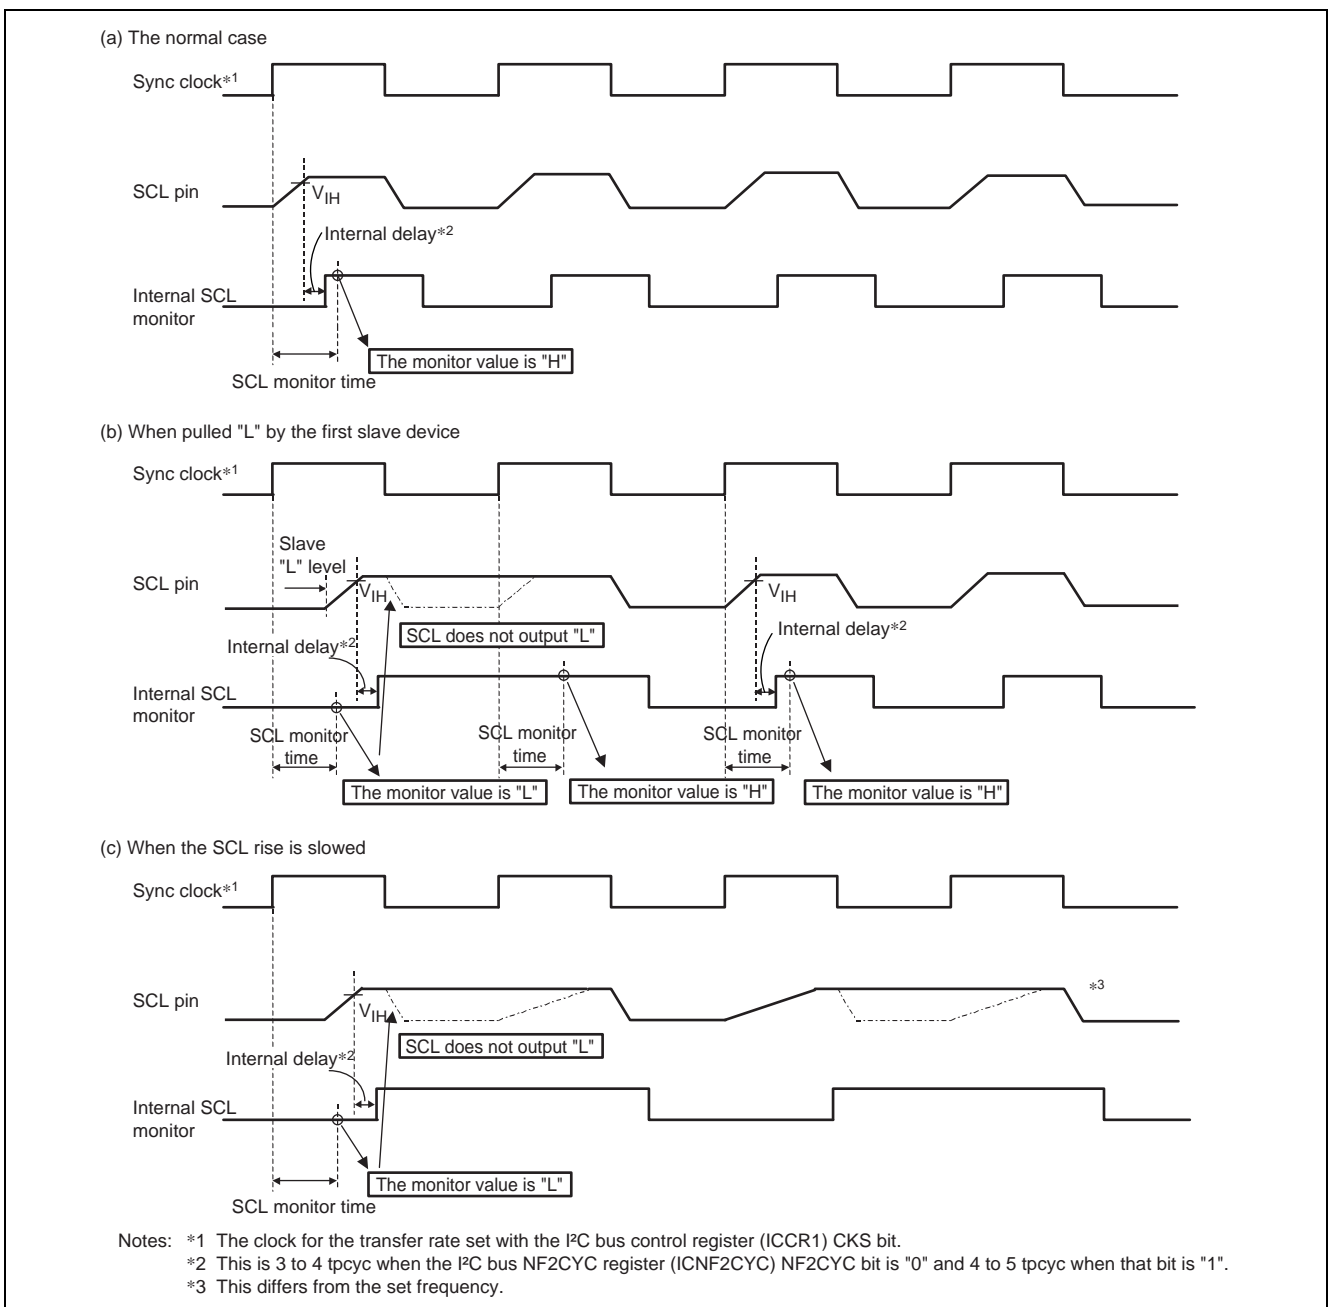 (a) The normal case
Sync clock*1
SCL pin
VIH
Internal delay*2
Internal SCL
monitor
The monitor value is "H"
SCL monitor time
(b) When pulled "L" by the first slave device
Sync clock*1
Slave
"L" level
SCL pin
VIH
VIH
SCL does not output "L"
Internal delay*2
Internal delay*2
Internal SCL
monitor
SCL monitor
time
SCL monitor
time
SCL monitor
time
The monitor value is "L"
The monitor value is "H"
The monitor value is "H"
(c) When the SCL rise is slowed
Sync clock*1
SCL pin
*3
VIH
SCL does not output "L"
Internal delay*2
Internal SCL
monitor
The monitor value is "L"
SCL monitor time
Notes: *1 The clock for the transfer rate set with the I²C bus control register (ICCR1) CKS bit.
*2 This is 3 to 4 tpcyc when the I²C bus NF2CYC register (ICNF2CYC) NF2CYC bit is "0" and 4 to 5 tpcyc when that bit is "1".
*3 This differs from the set frequency.